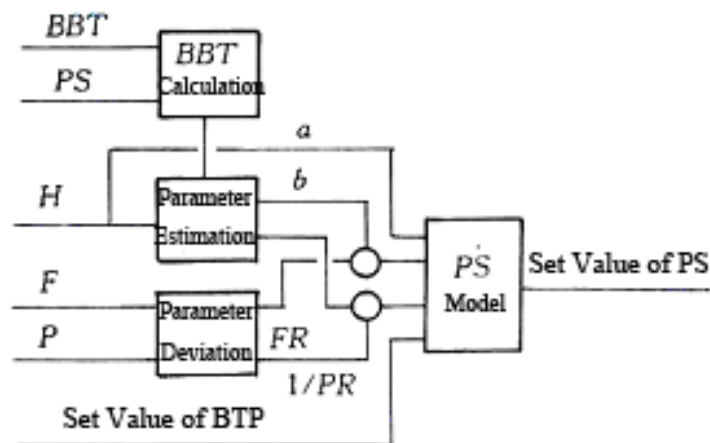 BBT
BBT
PS
Calculation
a
H
Parameter
b
Estimation
PS
Model
Set Value of PS
F
Parameter
P
Deviation
FR
1/PR
Set Value of BTP